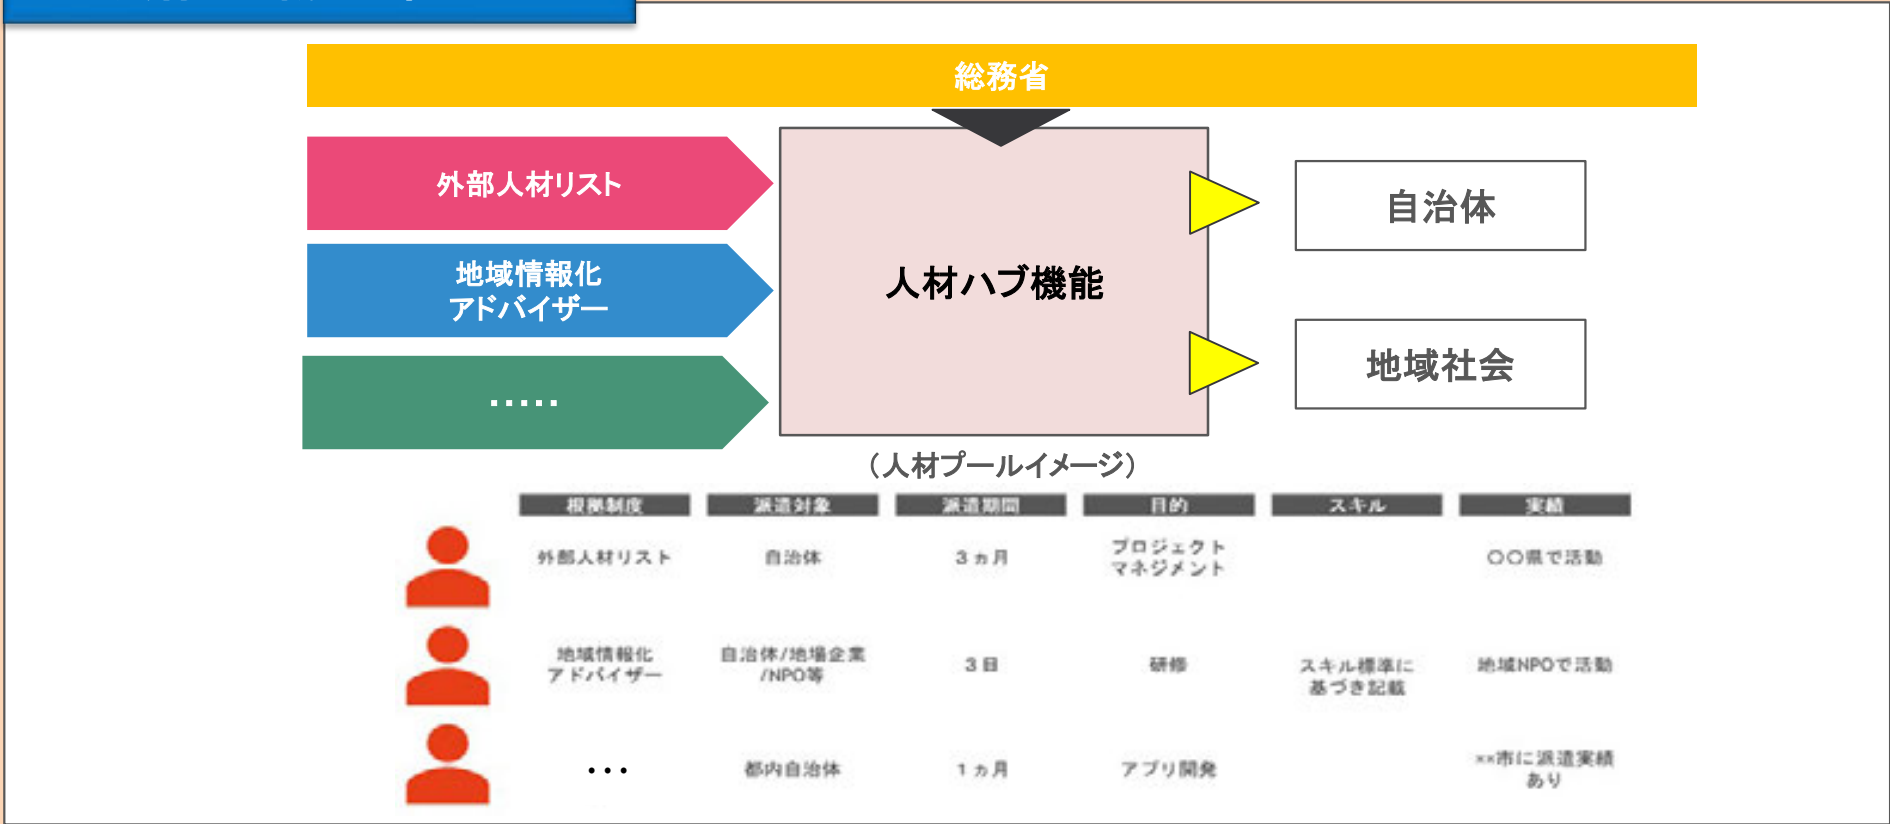 総務省
外部人材リスト
地域情報化
アドバイザー
・・・・・
人材ハブ機能
自治体
地域社会
（人材プールイメージ）
根拠制度 派遣対象 派遣期間 目的 スキル 実績
外部人材リスト 自治体 3ヵ月 プロジェクト
マネジメント 〇〇県で活動
地域情報化
アドバイザー 自治体/地場企業
/NPO等 3日 研修 スキル標準に
基づき記載 地域NPOで活動
・・・ 都内自治体 1ヵ月 アプリ開発 ××市に派遣実績
あり